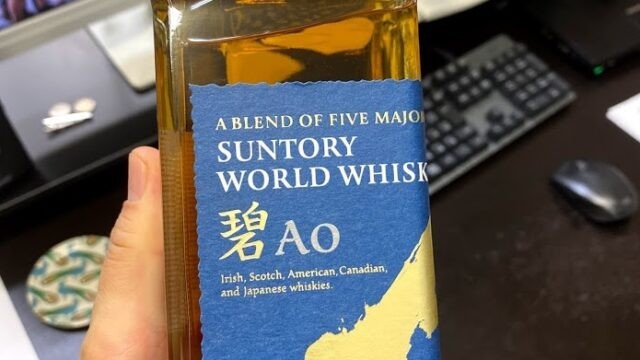 A BLEND OF FIVE MAJO
SUNTORY
WORLD WHISK
碧 AO
Irish, Scotch, American, Canadian,
and Japanese whiskies.